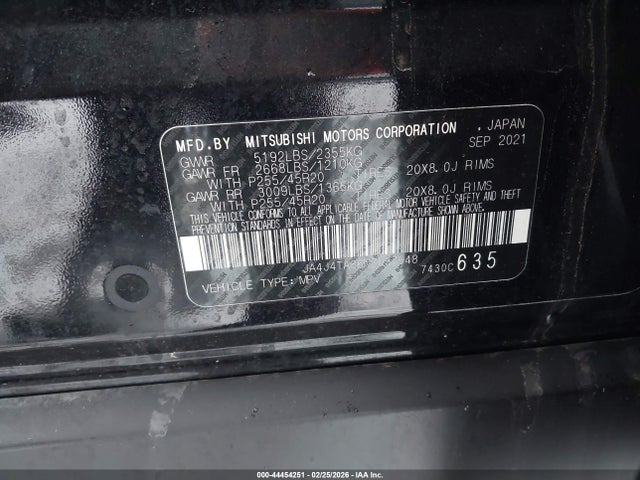 MFD.BY MITSUBISHI MOTORS CORPORATION , JAPAN
SEP 2021
GVWR 5192LBS/2355KG
GAWR FR 2668LBS/1210KG
WITH P255/45R20 TIRES, 20X8.0J RIMS
GAWR RR 3009LBS/1365KG
WITH P255/45R20 20X8.0J RIMS
THIS VEHICLE CONFORMS TO ALL APPLICABLE FEDERAL MOTOR VEHICLE SAFETY AND
THEFT PREVENTION STANDARDS IN EFFECT ON THE DATE OF MANUFACTURE SHOWN ABOVE.
48 7430C 635
VEHICLE TYPE: MPV
000-44454251 - 02/25/2026 - © IAA Inc.